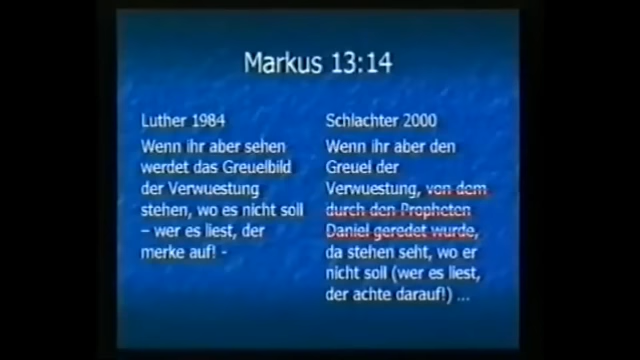 Markus 13:14
Luther 1984
Wenn ihr aber sehen
werdet das Greuelbild
der Verwuestung
stehen, wo es nicht soll
– wer es liest, der
merke auf! -
Schlachter 2000
Wenn ihr aber den
Greuel der
Verwuestung, von dem
durch den Propheten
Daniel geredet wurde,
da stehen seht, wo er
nicht soll (wer es liest,
der achte darauf!) ...